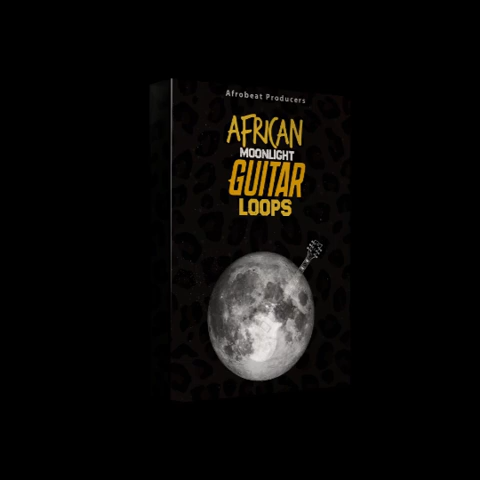 Afrobeat Producers
AFRICAN
MOONLIGHT
GUITAR
LOOPS